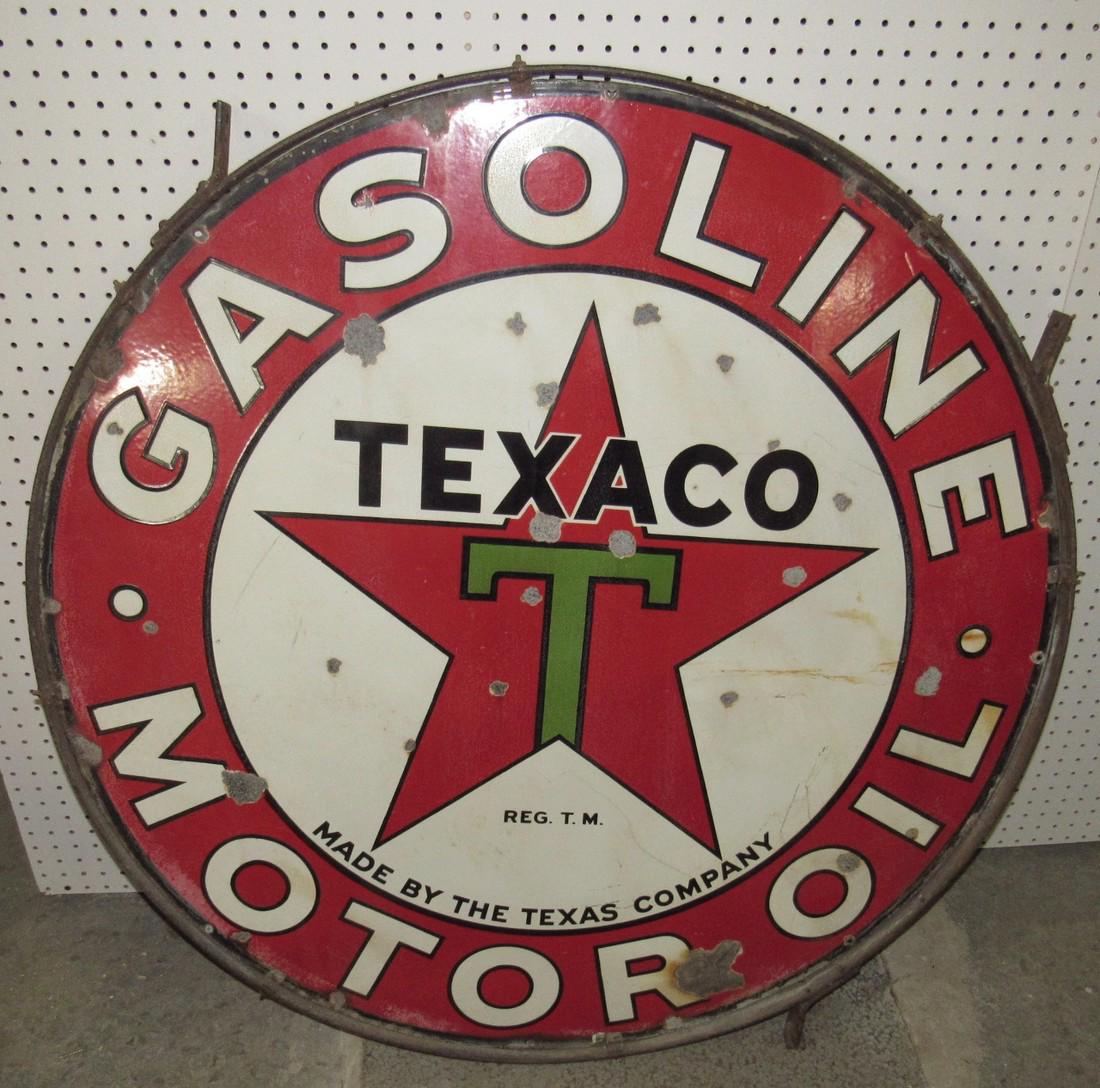 GASOLINE
TEXACO
T
REG. T. M.
MADE BY THE TEXAS COMPANY
• MOTOR OIL •